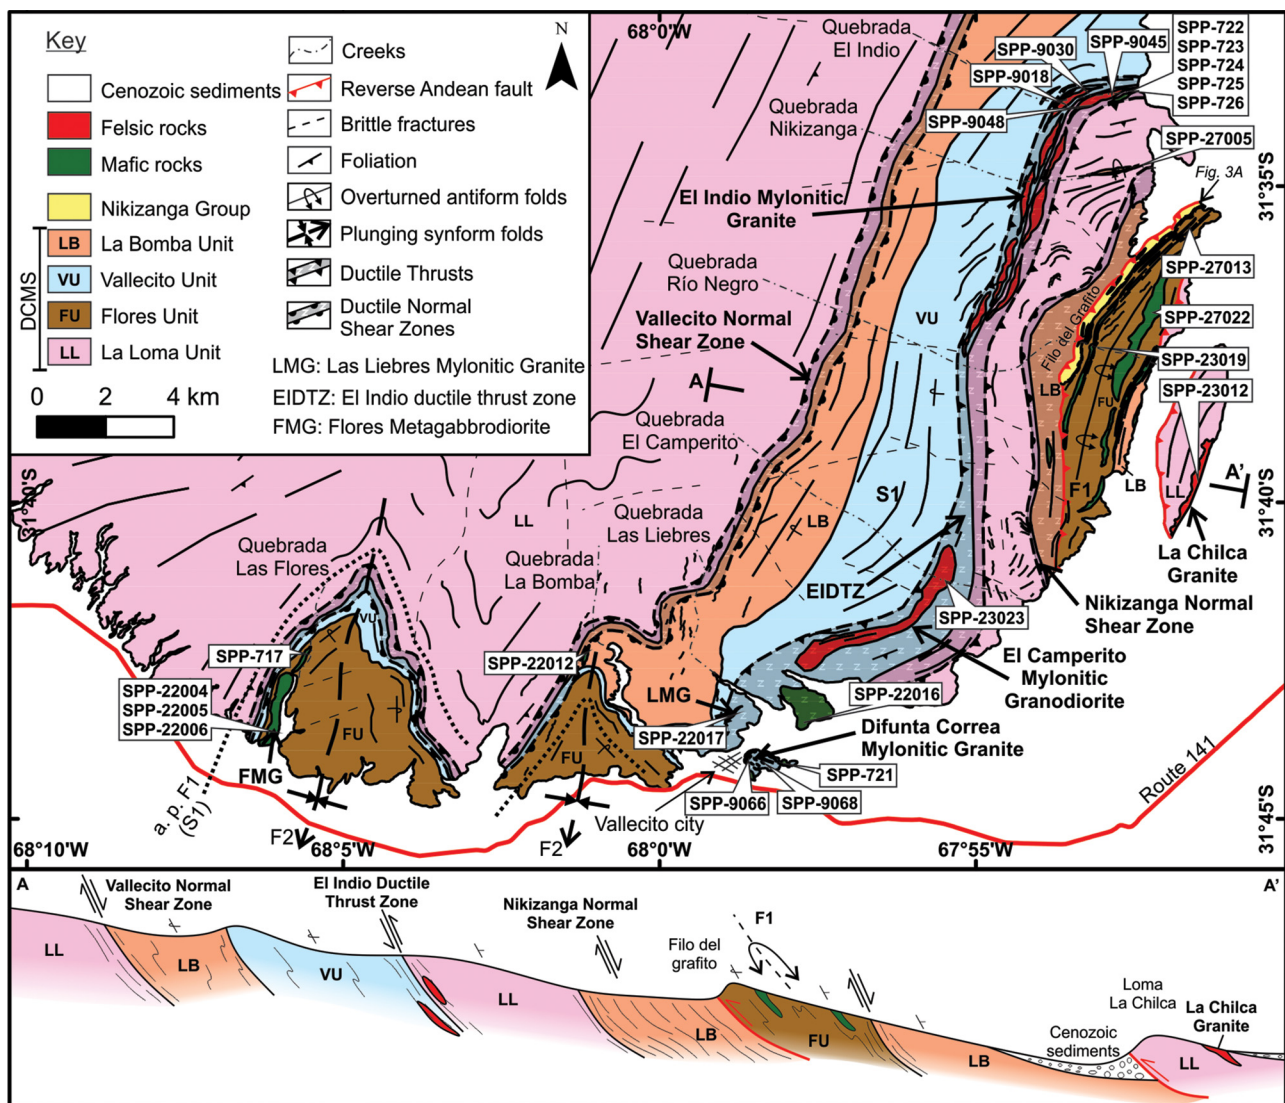 Key
Cenozoic sediments
Felsic rocks
Mafic rocks
Nikizanga Group
DCMS
LB
La Bomba Unit
VU
Vallecito Unit
FU
Flores Unit
LL
La Loma Unit
0 2 4 km
Creeks
Reverse Andean fault
Brittle fractures
Foliation
Overturned antiform folds
Plunging synform folds
Ductile Thrusts
Ductile Normal
Shear Zones
LMG: Las Liebres Mylonitic Granite
EIDTZ: El Indio ductile thrust zone
FMG: Flores Metagabbrodiorite
N
68°0'W
Quebrada
El Indio
SPP-9030
SPP-9045
SPP-9018
SPP-9048
SPP-722
SPP-723
SPP-724
SPP-725
SPP-726
Quebrada
Nikizanga
SPP-27005
Fig. 3A
31°35'S
El Indio Mylonitic
Granite
Quebrada
Río Negro
SPP-27013
SPP-27022
Filo del Grafito
Vallecito Normal
Shear Zone
VU
SPP-23019
SPP-23012
A
LB
FU
Quebrada
El Camperito
31°40'S
LL
Quebrada
Las Liebres
LB
S1
F1
LB
LL
A'
31°40'S
Quebrada
Las Flores
Quebrada
La Bomba
EIDTZ
La Chilca
Granite
Nikizanga Normal
Shear Zone
VU
SPP-23023
SPP-717
SPP-22012
El Camperito
Mylonitic
Granodiorite
SPP-22004
SPP-22005
SPP-22006
LMG
SPP-22016
FU
FU
SPP-22017
Difunta Correa
Mylonitic Granite
FMG
SPP-721
SPP-9066
SPP-9068
Route 141
a. p. F1
(S1)
Vallecito city
F2
F2
31°45'S
68°10'W
68°5'W
68°0'W
67°55'W
A
A'
Vallecito Normal
Shear Zone
El Indio Ductile
Thrust Zone
Nikizanga Normal
Shear Zone
F1
Filo del
grafito
Loma
La Chilca
La Chilca
Granite
Cenozoic
sediments
LL
LB
VU
LL
LB
FU
LB
LL